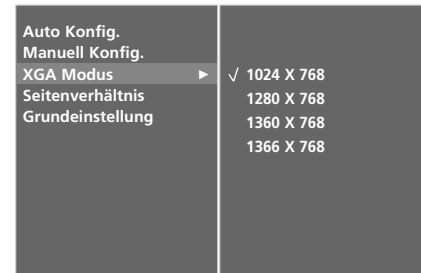 Auto Konfig.
Manuell Konfig.
XGA Modus ►
Seitenverhältnis
Grundeinstellung
√ 1024 X 768
1280 X 768
1360 X 768
1366 X 768